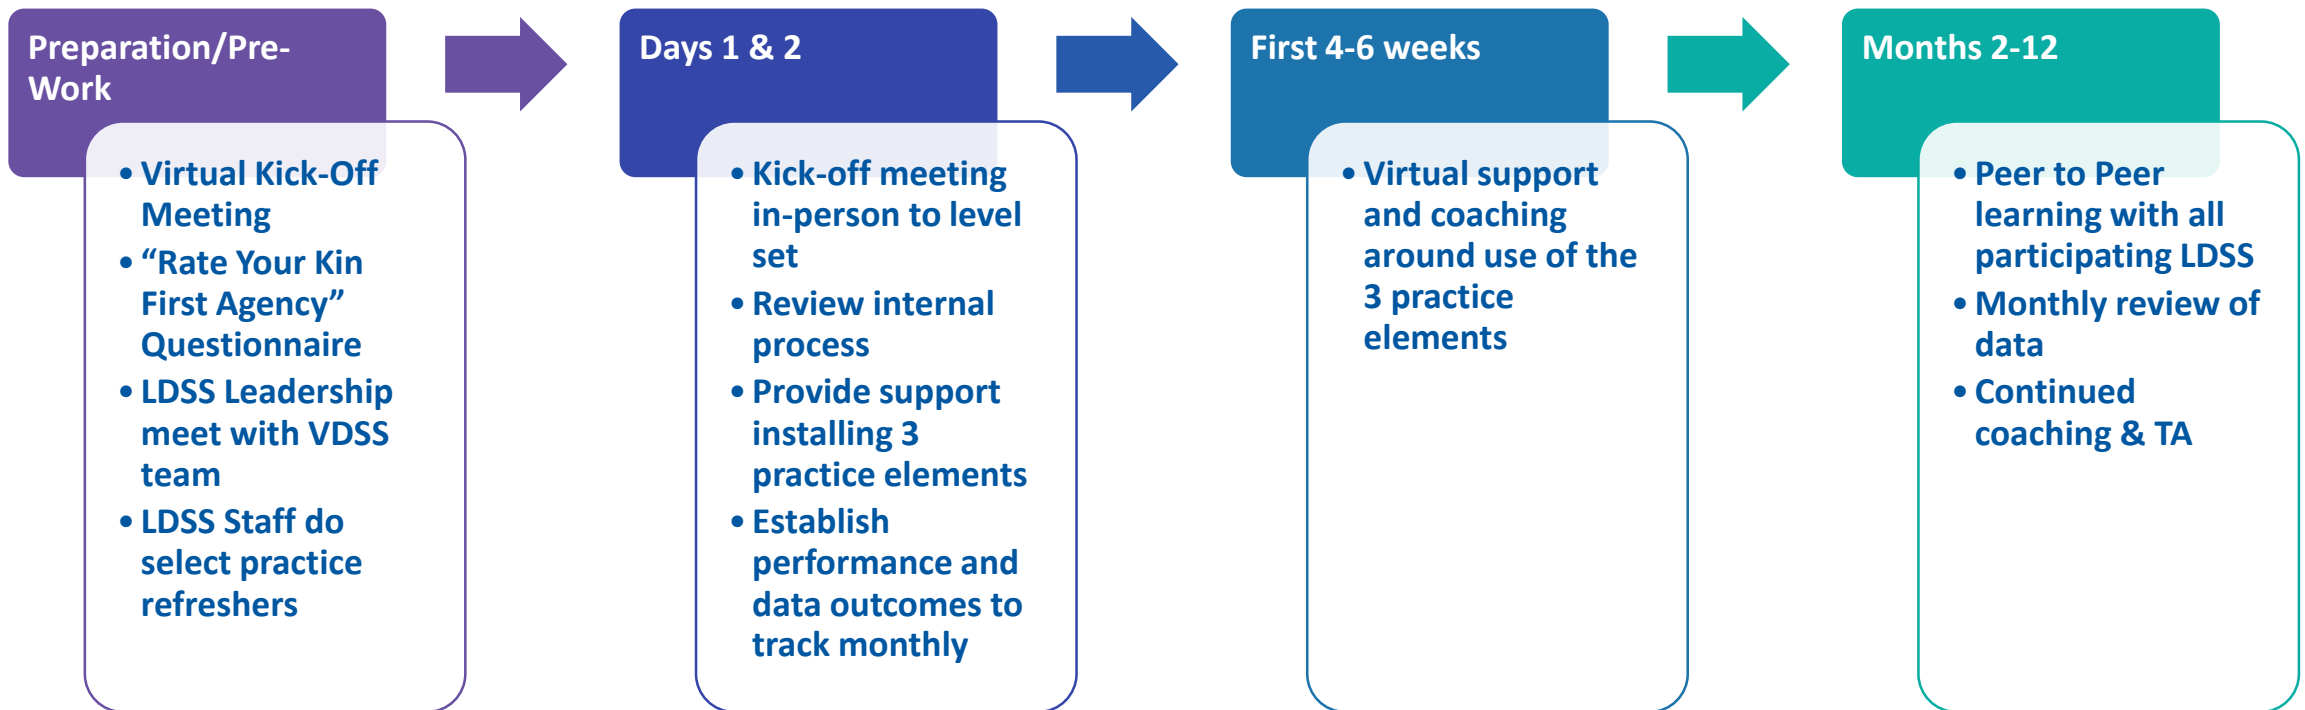 Preparation/Pre-
Work
• Virtual Kick-Off
Meeting
• “Rate Your Kin
First Agency”
Questionnaire
• LDSS Leadership
meet with VDSS
team
• LDSS Staff do
select practice
refreshers
Days 1 & 2
• Kick-off meeting
in-person to level
set
• Review internal
process
• Provide support
installing 3
practice elements
• Establish
performance and
data outcomes to
track monthly
First 4-6 weeks
• Virtual support
and coaching
around use of the
3 practice
elements
Months 2-12
• Peer to Peer
learning with all
participating LDSS
• Monthly review of
data
• Continued
coaching & TA